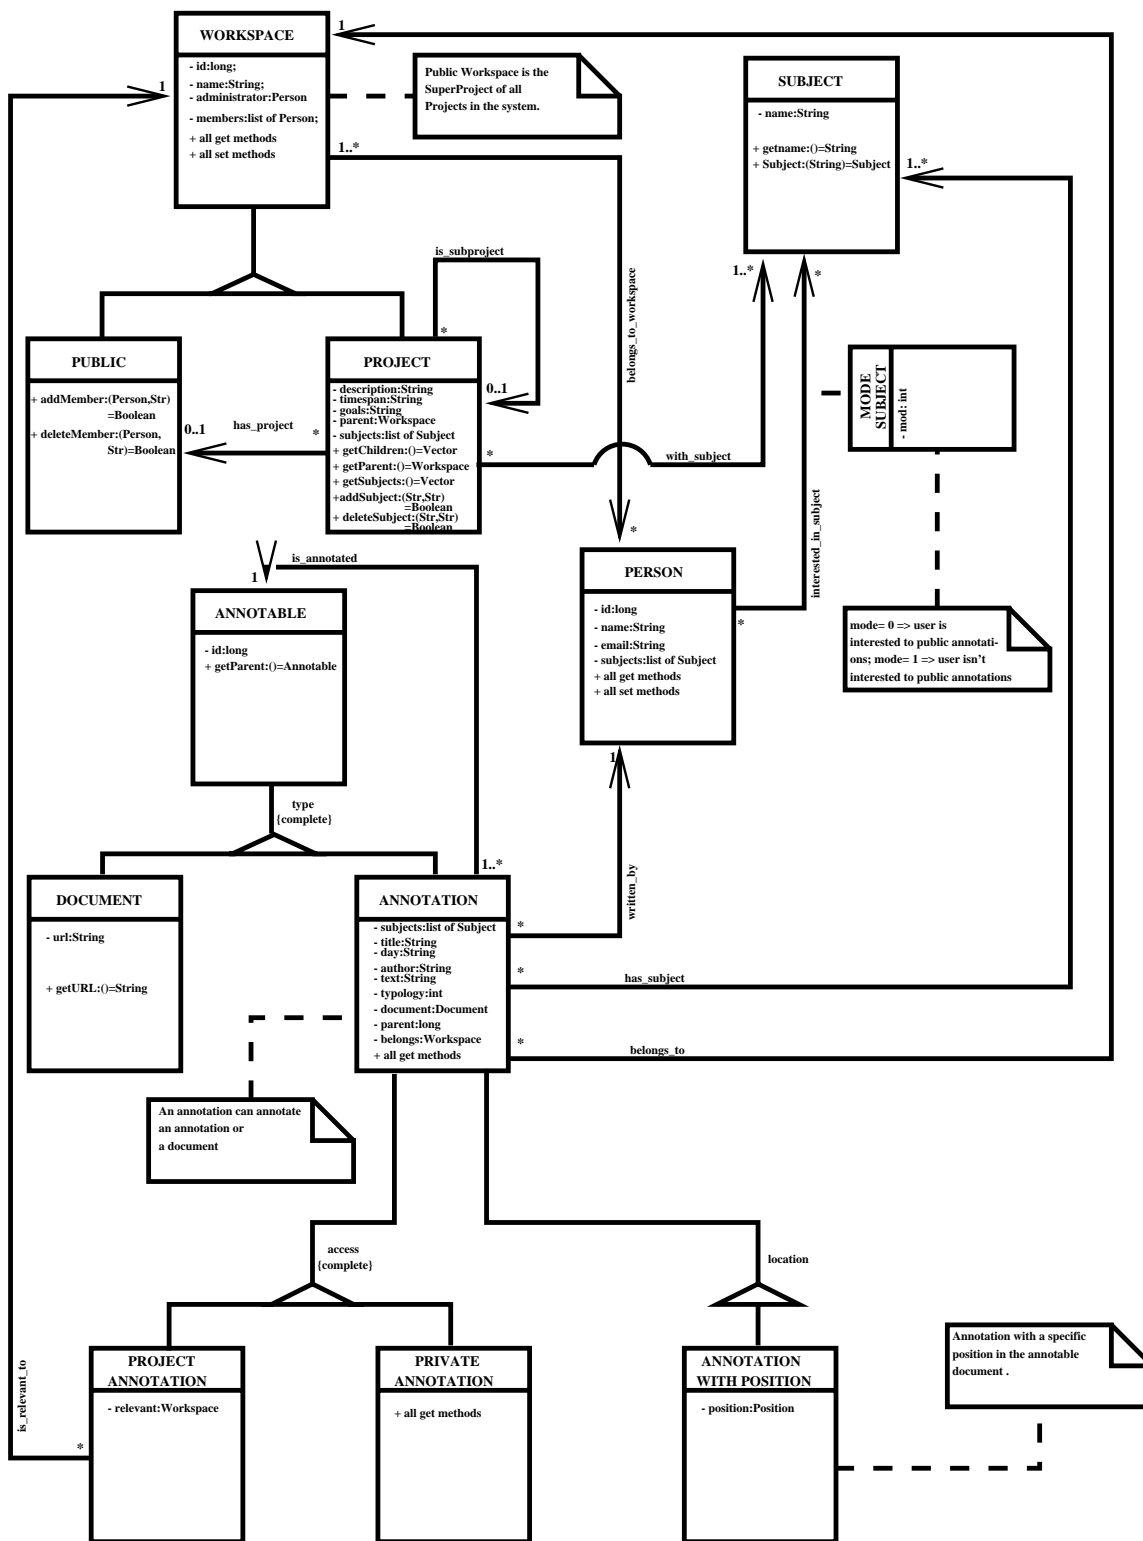 WORKSPACE
- id:long;
- name:String;
- administrator:Person
- members:list of Person;
+ all get methods
+ all set methods
1
1
1..*
Public Workspace is the
SuperProject of all
Projects in the system.
SUBJECT
- name:String
+ getname:()=String
+ Subject:(String)=Subject
1..*
1..*
*
is_subproject
*
0..1
belongs_to_workspace
PUBLIC
+ addMember:(Person,Str)
=Boolean
+ deleteMember:(Person,
Str)=Boolean
0..1
has_project
*
PROJECT
- description:String
- timespan:String
- goals:String
- parent:Workspace
- subjects:list of Subject
+ getChildren:()=Vector
+ getParent:()=Workspace
+ getSubjects:()=Vector
+addSubject:(Str,Str)
=Boolean
+ deleteSubject:(Str,Str)
=Boolean
*
with_subject
MODE
SUBJECT
- mod: int
interested_in_subject
*
is_annotated
1
ANNOTABLE
- id:long
+ getParent:()=Annotable
PERSON
- id:long
- name:String
- email:String
- subjects:list of Subject
+ all get methods
+ all set methods
*
1
mode= 0 => user is
interested to public annotati-
ons; mode= 1 => user isn't
interested to public annotations
type
{complete}
1..*
written_by
DOCUMENT
- url:String
+ getURL:()=String
ANNOTATION
- subjects:list of Subject
- title:String
- day:String
- author:String
- text:String
- typology:int
- document:Document
- parent:long
- belongs:Workspace
+ all get methods
*
*
has_subject
*
belongs_to
An annotation can annotate
an annotation or
a document
access
{complete}
location
is_relevant_to
*
PROJECT
ANNOTATION
- relevant:Workspace
PRIVATE
ANNOTATION
+ all get methods
ANNOTATION
WITH POSITION
- position:Position
Annotation with a specific
position in the annotable
document .